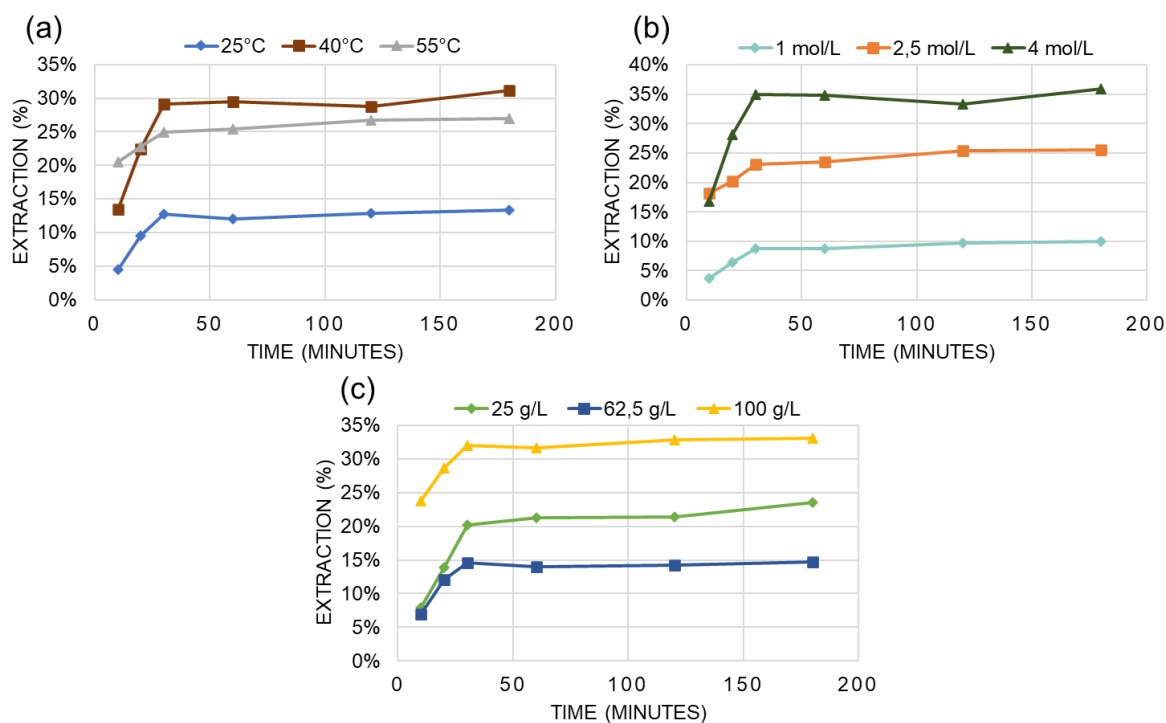 (a)
25°C 40°C 55°C
35%
30%
25%
20%
15%
10%
5%
0%
EXTRACTION (%)
0 50 100 150 200
TIME (MINUTES)
(b)
1 mol/L 2,5 mol/L 4 mol/L
40%
35%
30%
25%
20%
15%
10%
5%
0%
EXTRACTION (%)
0 50 100 150 200
TIME (MINUTES)
(c)
25 g/L 62,5 g/L 100 g/L
35%
30%
25%
20%
15%
10%
5%
0%
EXTRACTION (%)
0 50 100 150 200
TIME (MINUTES)